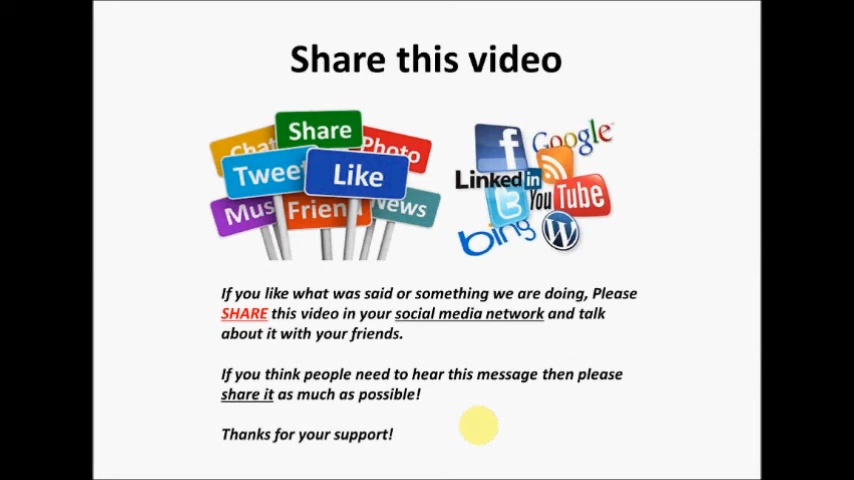 Share this video
Chat
Share
Photo
Tweet
Like
Mus
Friend
News
f
Google
Linked in
YouTube
bing
W
If you like what was said or something we are doing, Please
SHARE this video in your social media network and talk
about it with your friends.
If you think people need to hear this message then please
share it as much as possible!
Thanks for your support!